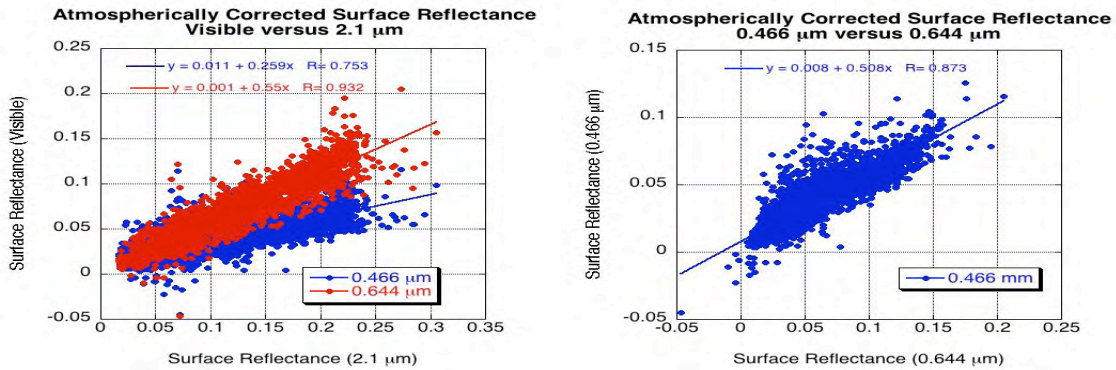 Atmospherically Corrected Surface Reflectance
Visible versus 2.1 μm
0.25
y = 0.011 + 0.259x   R= 0.753
y = 0.001 + 0.55x   R= 0.932
0.2
0.15
0.1
0.05
0
-0.05
Surface Reflectance (Visible)
0.466 μm
0.644 μm
0 0.05 0.1 0.15 0.2 0.25 0.3 0.35
Surface Reflectance (2.1 μm)
Atmospherically Corrected Surface Reflectance
0.466 μm versus 0.644 μm
0.15
y = 0.008 + 0.508x   R= 0.873
0.1
0.05
0
-0.05
Surface Reflectance (0.466 μm)
0.466 mm
-0.05 0 0.05 0.1 0.15 0.2 0.25
Surface Reflectance (0.644 μm)